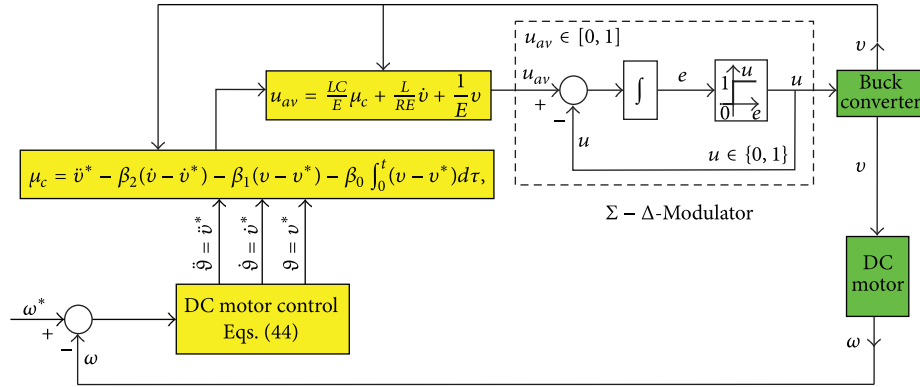 u_av ∈ [0, 1]
υ
u_av = LC/E μ_c + L/RE υ̇ + 1/E υ
u_av
+
−
∫
e
1
u
0
e
u
Buck
converter
u
u ∈ {0, 1}
μ_c = ϋ* − β_2(υ̇ − υ̇*) − β_1(υ − υ*) − β_0 ∫_0^t (υ − υ*)dτ,
υ
Σ − Δ-Modulator
ϑ̈ = ϋ*
ϑ̇ = υ̇*
ϑ = υ*
DC
motor
ω*
+
−
DC motor control
Eqs. (44)
ω
ω